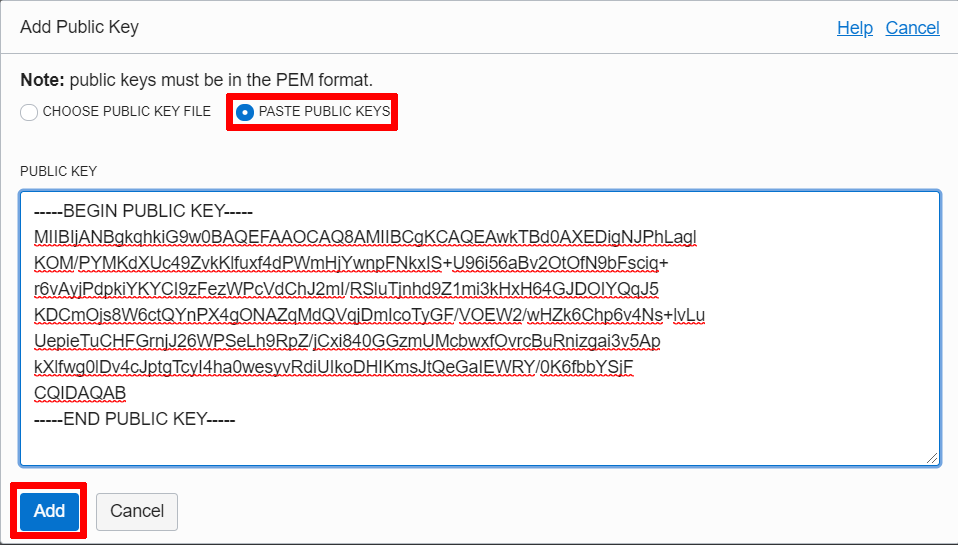 Add Public Key
Help Cancel
Note: public keys must be in the PEM format.
CHOOSE PUBLIC KEY FILE PASTE PUBLIC KEYS
PUBLIC KEY
-----BEGIN PUBLIC KEY-----
MIIBIjANBgkqhkiG9w0BAQEFAAOCAQ8AMIIBCgKCAQEAwkTBd0AXEDigNJPhLagl
KOM/PYMKdXUc49ZvkKlfuxf4dPWmHjYwnpFNkxIS+U96i56aBv2OtOfN9bFsciq+
r6vAyjPdpkiYKYCI9zFezWPcVdChJ2ml/RSluTjnhd9Z1mi3kHxH64GJDOIYQqJ5
KDCmOjs8W6ctQYnPX4gONAZqMdQVqjDmIcoTyGF/VOEW2/wHZk6Chp6v4Ns+lvLu
UepieTuCHFGrnjJ26WPSeLh9RpZ/jCxi840GGzmUMcbwxfOvrcBuRnizgai3v5Ap
kXlfwg0lDv4cJptgTcyI4ha0wesyvRdiUlkoDHIKmsJtQeGaIEWRY/0K6fbbYSjF
CQIDAQAB
-----END PUBLIC KEY-----
Add Cancel